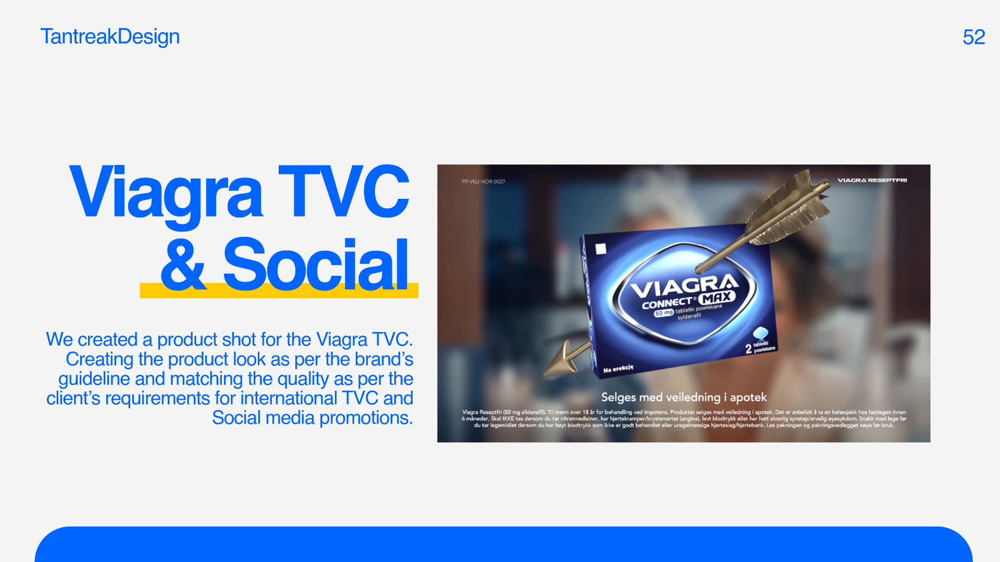 TantreakDesign
52
Viagra TVC
& Social
We created a product shot for the Viagra TVC.
Creating the product look as per the brand’s
guideline and matching the quality as per the
client’s requirements for international TVC and
Social media promotions.
PP-VUJ-NOR-0027
VIAGRA RESEPTFRI
VIAGRA
CONNECT® MAX
50 mg tabletki powlekane
syldenafil
2 tabletki
powlekane
Na erekcję
Selges med veiledning i apotek
Viagra Reseptfri (50 mg sildenafil). Til menn over 18 år for behandling ved impotens. Produktet selges med veiledning i apotek. Det er anbefalt å ta en helsesjekk hos fastlegen innen
6 måneder. Skal IKKE tas dersom du tar nitratmedisiner, har hjertekramper/brystsmerter (angina), lavt blodtrykk eller har hatt alvorlig synstap/arvelig øyesykdom. Snakk med lege før
du tar legemidlet dersom du har høyt blodtrykk som ikke er godt behandlet eller uregelmessige hjerteslag/hjertebank. Les pakningen og pakningsvedlegget nøye før bruk.